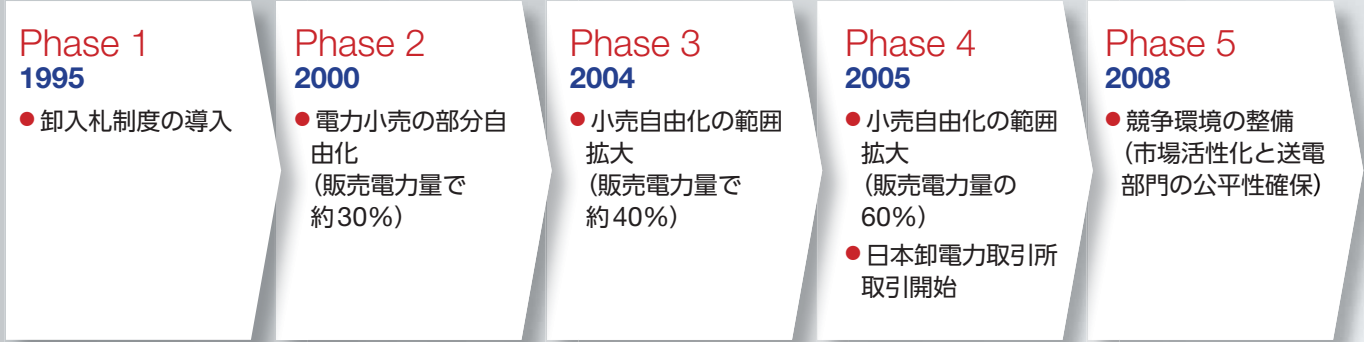 Phase 1
1995
●卸入札制度の導入
Phase 2
2000
●電力小売の部分自
由化
（販売電力量で
約30%）
Phase 3
2004
●小売自由化の範囲
拡大
（販売電力量で
約40%）
Phase 4
2005
●小売自由化の範囲
拡大
（販売電力量の
60%）
●日本卸電力取引所
取引開始
Phase 5
2008
●競争環境の整備
（市場活性化と送電
部門の公平性確保）